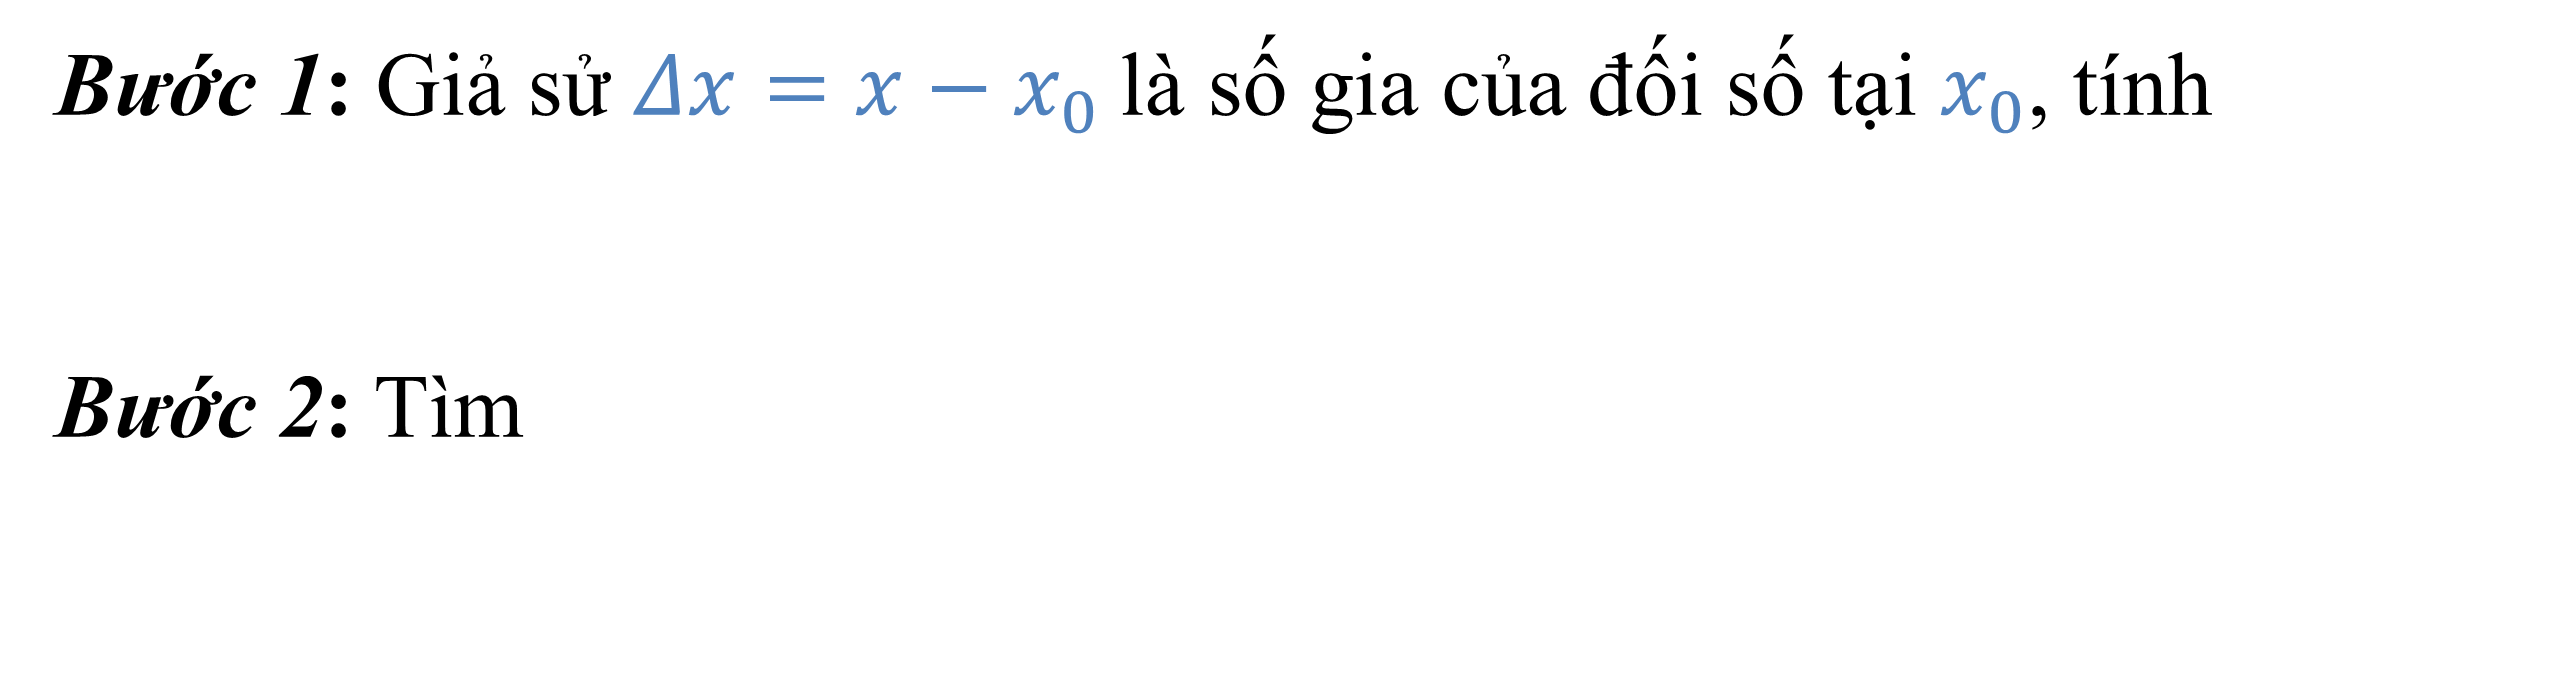 Bước 1: Giả sử Δx = x − x₀ là số gia của đối số tại x₀, tính
Bước 2: Tìm